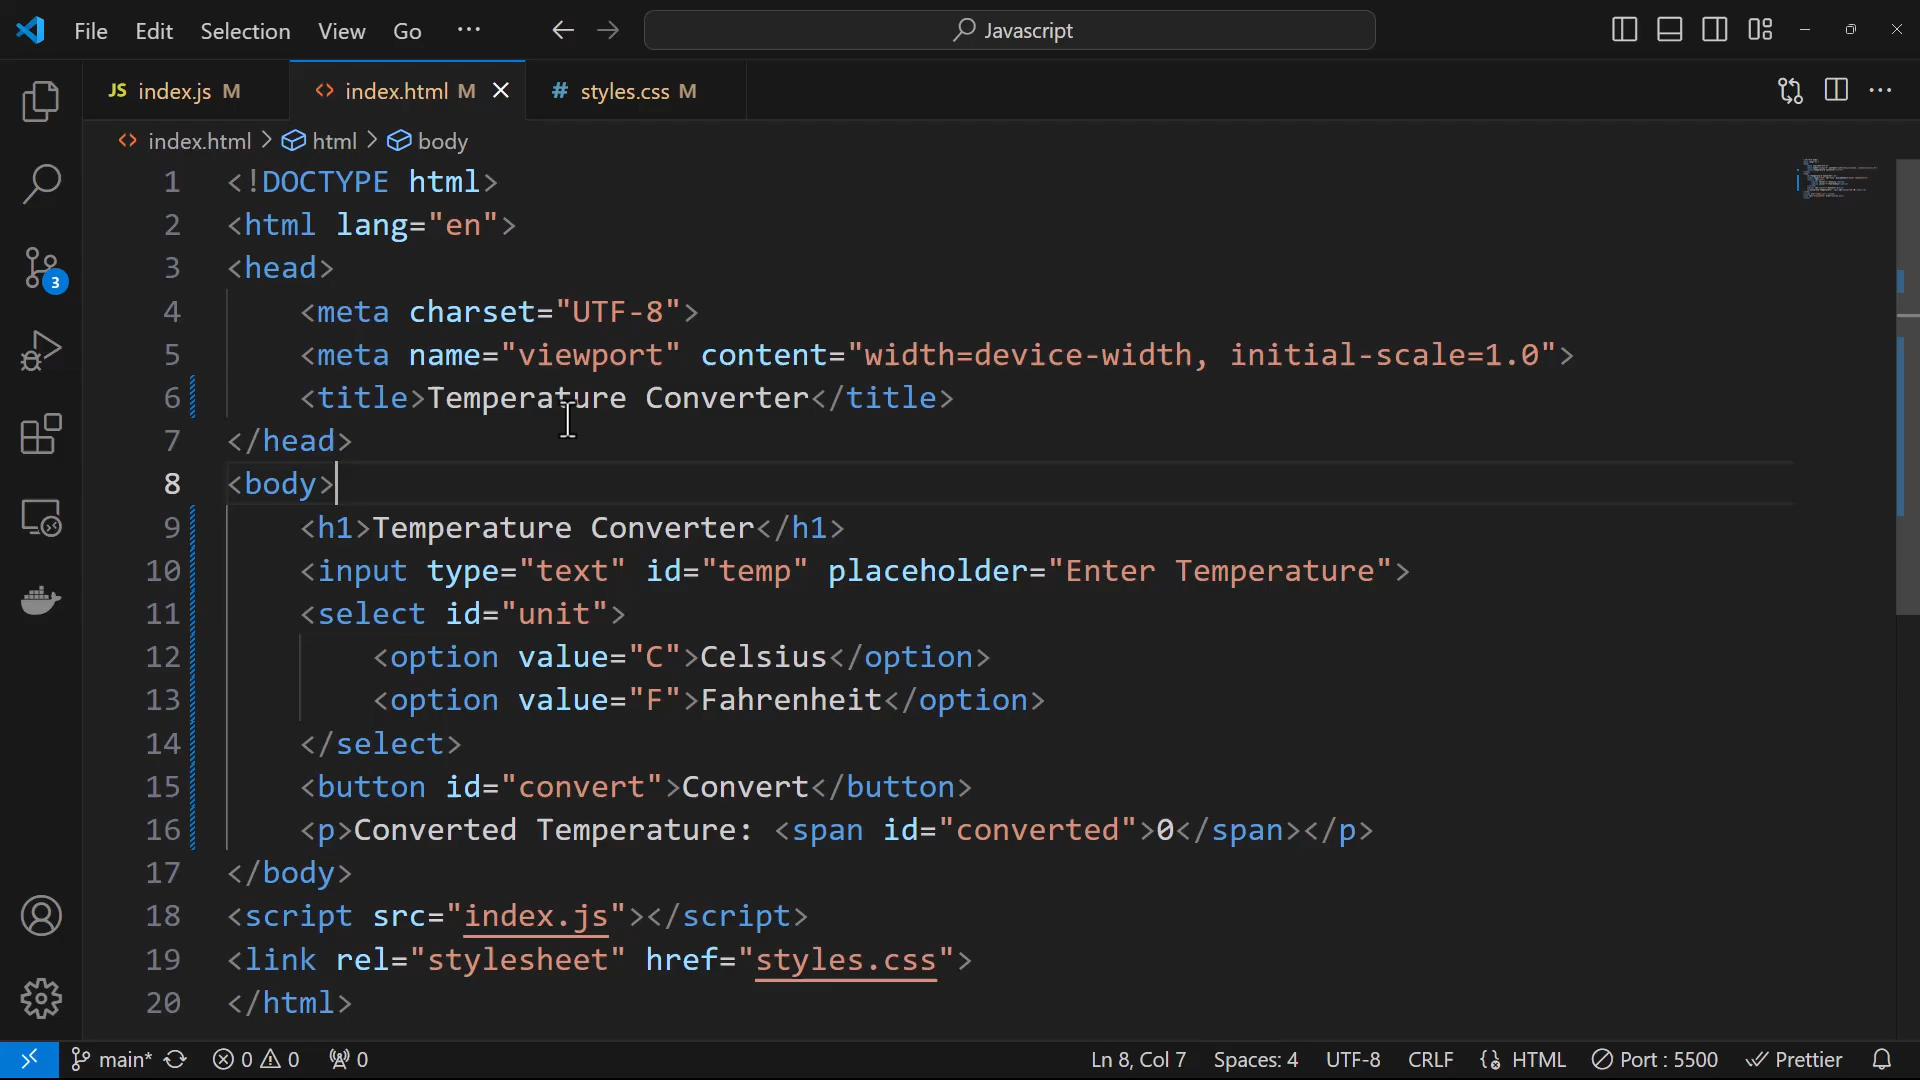 File Edit Selection View Go ··· Javascript
JS index.js M <> index.html M # styles.css M ···
<> index.html > html > body
1 <!DOCTYPE html>
2 <html lang="en">
3 <head>
4 <meta charset="UTF-8">
5 <meta name="viewport" content="width=device-width, initial-scale=1.0">
6 <title>Temperature Converter</title>
7 </head>
8 <body>
9 <h1>Temperature Converter</h1>
10 <input type="text" id="temp" placeholder="Enter Temperature">
11 <select id="unit">
12 <option value="C">Celsius</option>
13 <option value="F">Fahrenheit</option>
14 </select>
15 <button id="convert">Convert</button>
16 <p>Converted Temperature: <span id="converted">0</span></p>
17 </body>
18 <script src="index.js"></script>
19 <link rel="stylesheet" href="styles.css">
20 </html>
3
main* 0 0 0 Ln 8, Col 7 Spaces: 4 UTF-8 CRLF HTML Port : 5500 Prettier